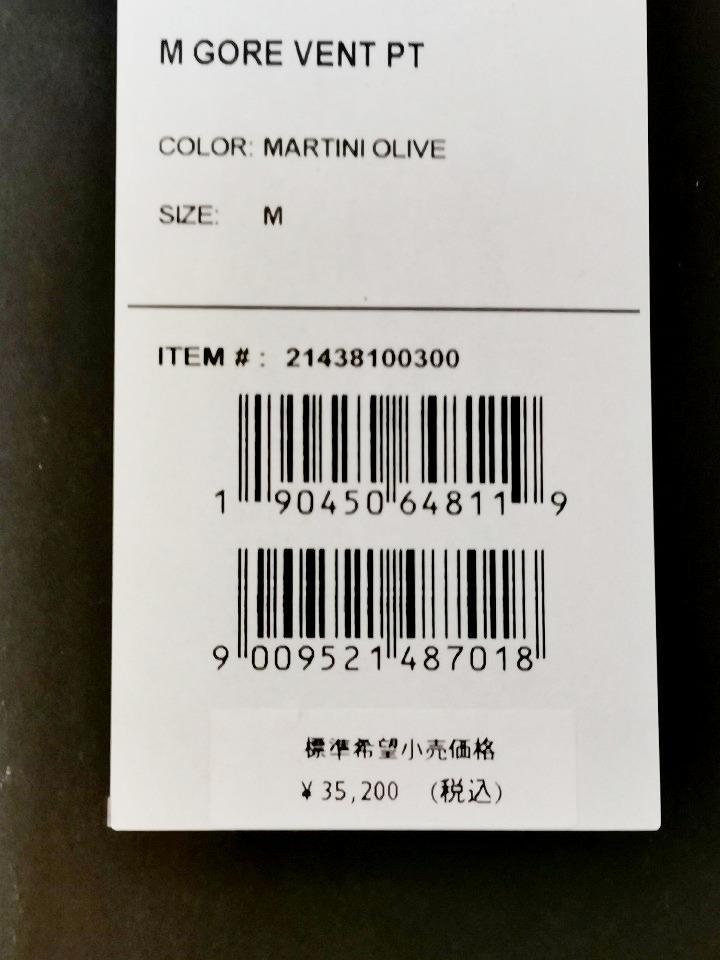 M GORE VENT PT
COLOR: MARTINI OLIVE
SIZE: M
ITEM # : 21438100300
1 90450 64811 9
9 009521 487018
標準希望小売価格
¥35,200 (税込)